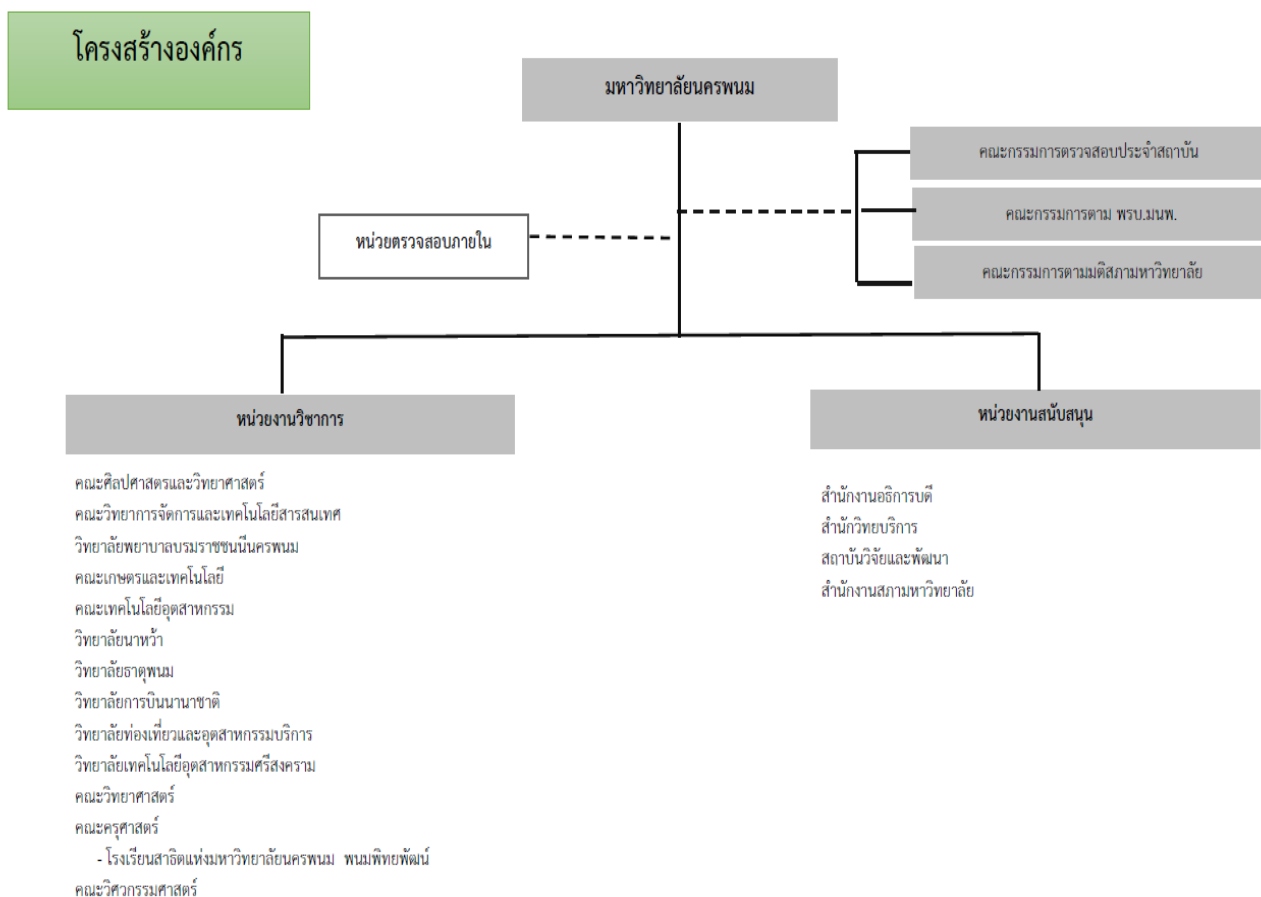 โครงสร้างองค์กร
มหาวิทยาลัยนครพนม
คณะกรรมการตรวจสอบประจำสถาบัน
คณะกรรมการตาม พรบ.มนพ.
หน่วยตรวจสอบภายใน
คณะกรรมการตามมติสภามหาวิทยาลัย
หน่วยงานวิชาการ
คณะศิลปศาสตรและวิทยาศาสตร์
คณะวิทยาการจัดการและเทคโนโลยีสารสนเทศ
วิทยาลัยพยาบาลบรมราชชนนีนครพนม
คณะเกษตรและเทคโนโลยี
คณะเทคโนโลยีอุตสาหกรรม
วิทยาลัยนาหว้า
วิทยาลัยธาตุพนม
วิทยาลัยการบินนานาชาติ
วิทยาลัยท่องเที่ยวและอุตสาหกรรมบริการ
วิทยาลัยเทคโนโลยีอุตสาหกรรมศรีสงคราม
คณะวิทยาศาสตร์
คณะครุศาสตร์
- โรงเรียนสาธิตแห่งมหาวิทยาลัยนครพนม พนมพิทยพัฒน์
คณะวิศวกรรมศาสตร์
หน่วยงานสนับสนุน
สำนักงานอธิการบดี
สำนักวิทยบริการ
สถาบันวิจัยและพัฒนา
สำนักงานสภามหาวิทยาลัย